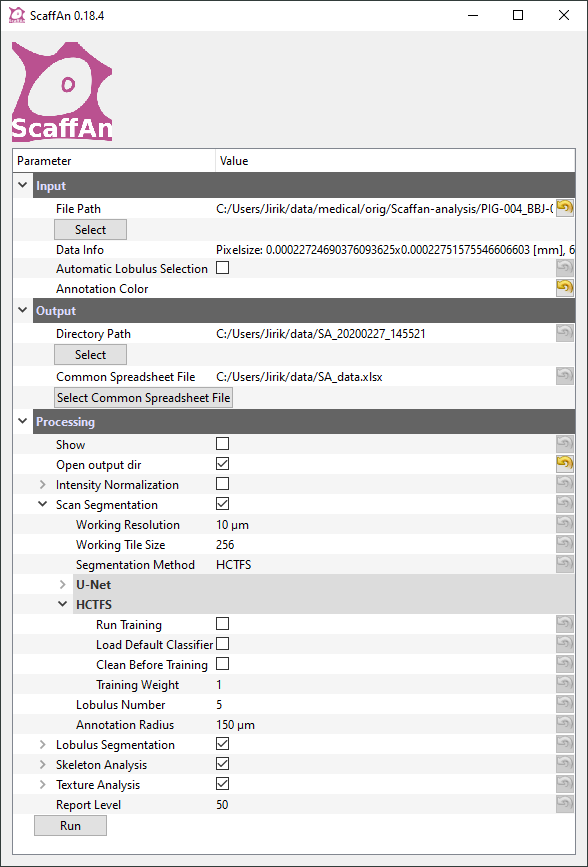 ScaffAn 0.18.4
ScaffAn
Parameter Value
Input
File Path C:/Users/Jirik/data/medical/orig/Scaffan-analysis/PIG-004_BBJ-
Select
Data Info Pixelsize: 0.00022724690376093625x0.00022751575546606603 [mm], 6
Automatic Lobulus Selection
Annotation Color
Output
Directory Path C:/Users/Jirik/data/SA_20200227_145521
Select
Common Spreadsheet File C:/Users/Jirik/data/SA_data.xlsx
Select Common Spreadsheet File
Processing
Show
Open output dir
Intensity Normalization
Scan Segmentation
Working Resolution 10 µm
Working Tile Size 256
Segmentation Method HCTFS
U-Net
HCTFS
Run Training
Load Default Classifier
Clean Before Training
Training Weight 1
Lobulus Number 5
Annotation Radius 150 µm
Lobulus Segmentation
Skeleton Analysis
Texture Analysis
Report Level 50
Run